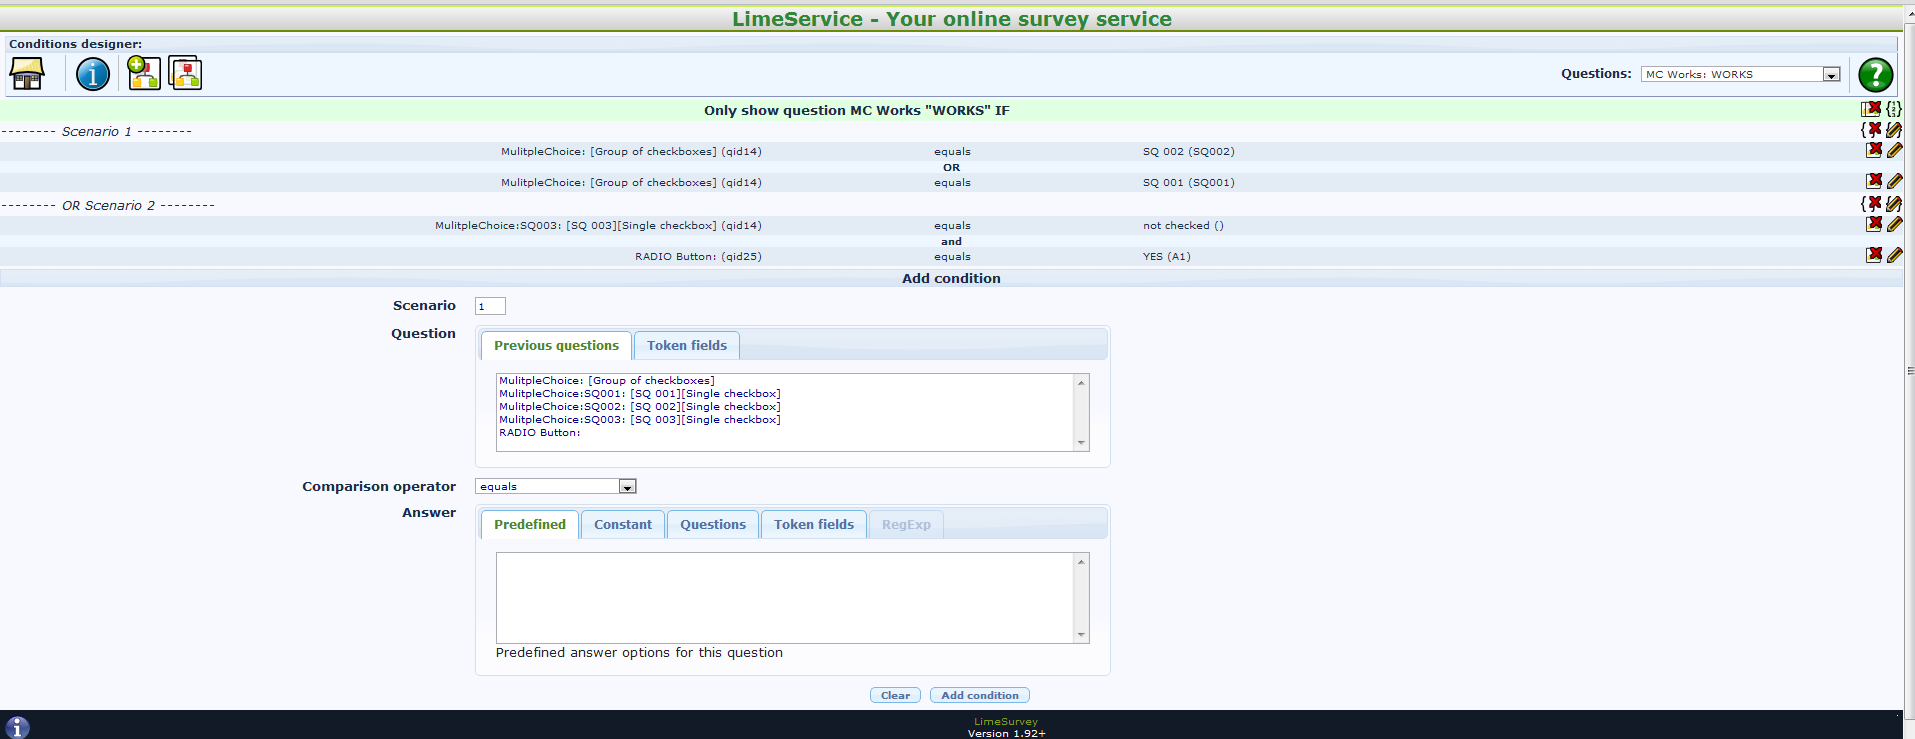 LimeService - Your online survey service
Conditions designer:
Questions: MC Works: WORKS
Only show question MC Works "WORKS" IF
-------- Scenario 1 --------
MulitpleChoice: [Group of checkboxes] (qid14) equals SQ 002 (SQ002)
OR
MulitpleChoice: [Group of checkboxes] (qid14) equals SQ 001 (SQ001)
-------- OR Scenario 2 --------
MulitpleChoice:SQ003: [SQ 003][Single checkbox] (qid14) equals not checked ()
and
RADIO Button: (qid25) equals YES (A1)
Add condition
Scenario 1
Question
Previous questions Token fields
MulitpleChoice: [Group of checkboxes]
MulitpleChoice:SQ001: [SQ 001][Single checkbox]
MulitpleChoice:SQ002: [SQ 002][Single checkbox]
MulitpleChoice:SQ003: [SQ 003][Single checkbox]
RADIO Button:
Comparison operator equals
Answer
Predefined Constant Questions Token fields RegExp
Predefined answer options for this question
Clear Add condition
LimeSurvey
Version 1.92+